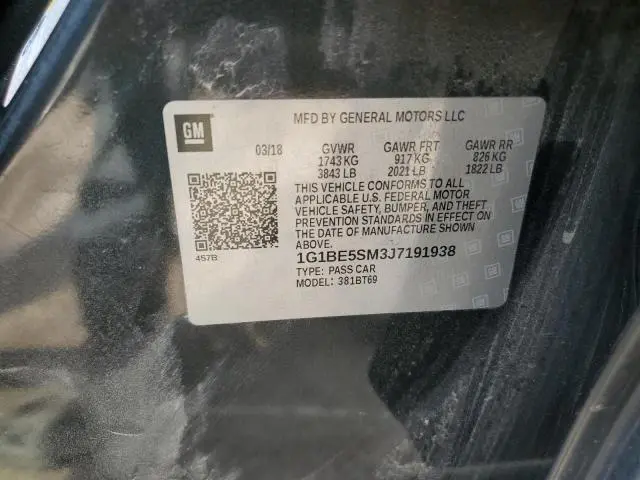 GM
MFD BY GENERAL MOTORS LLC
03/18 GVWR GAWR FRT GAWR RR
1743 KG 917 KG 826 KG
3843 LB 2021 LB 1822 LB
THIS VEHICLE CONFORMS TO ALL
APPLICABLE U.S. FEDERAL MOTOR
VEHICLE SAFETY, BUMPER, AND THEFT
PREVENTION STANDARDS IN EFFECT ON
THE DATE OF MANUFACTURE SHOWN
ABOVE.
457B
1G1BE5SM3J7191938
TYPE: PASS CAR
MODEL: 381BT69